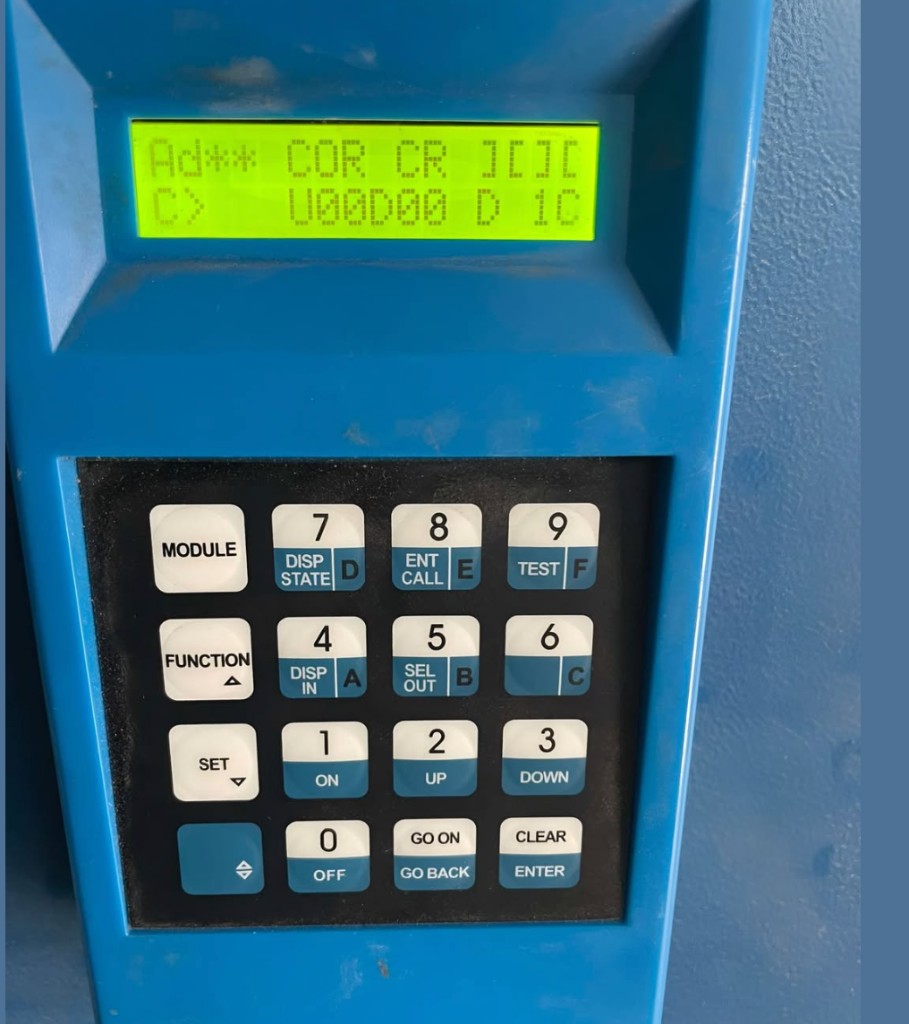 Ad** COR CR ][][
C> U00D00 D 1C
MODULE
7
DISP STATE D
8
ENT CALL E
9
TEST F
FUNCTION
4
DISP IN A
5
SEL OUT B
6
C
SET
1
ON
2
UP
3
DOWN
0
OFF
GO ON
GO BACK
CLEAR
ENTER